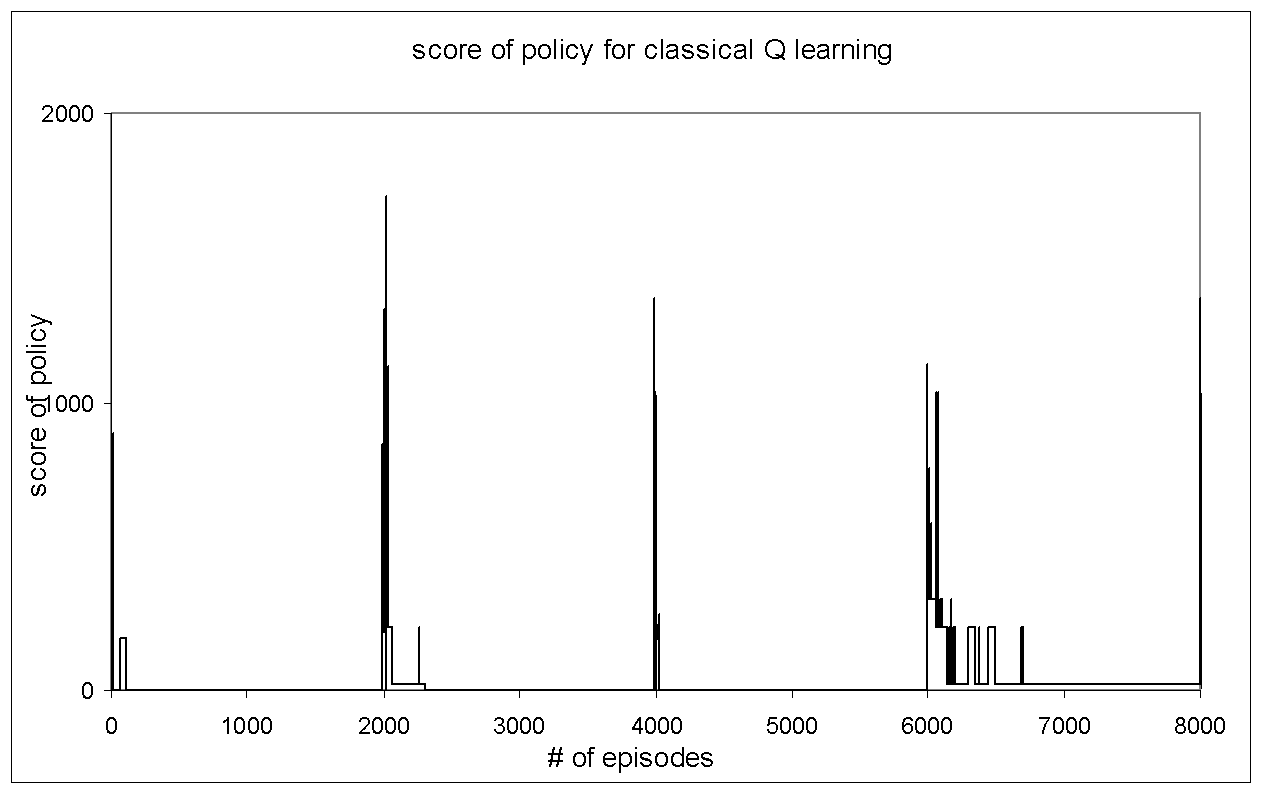 score of policy for classical Q learning
2000
1000
0
score of policy
0 1000 2000 3000 4000 5000 6000 7000 8000
# of episodes